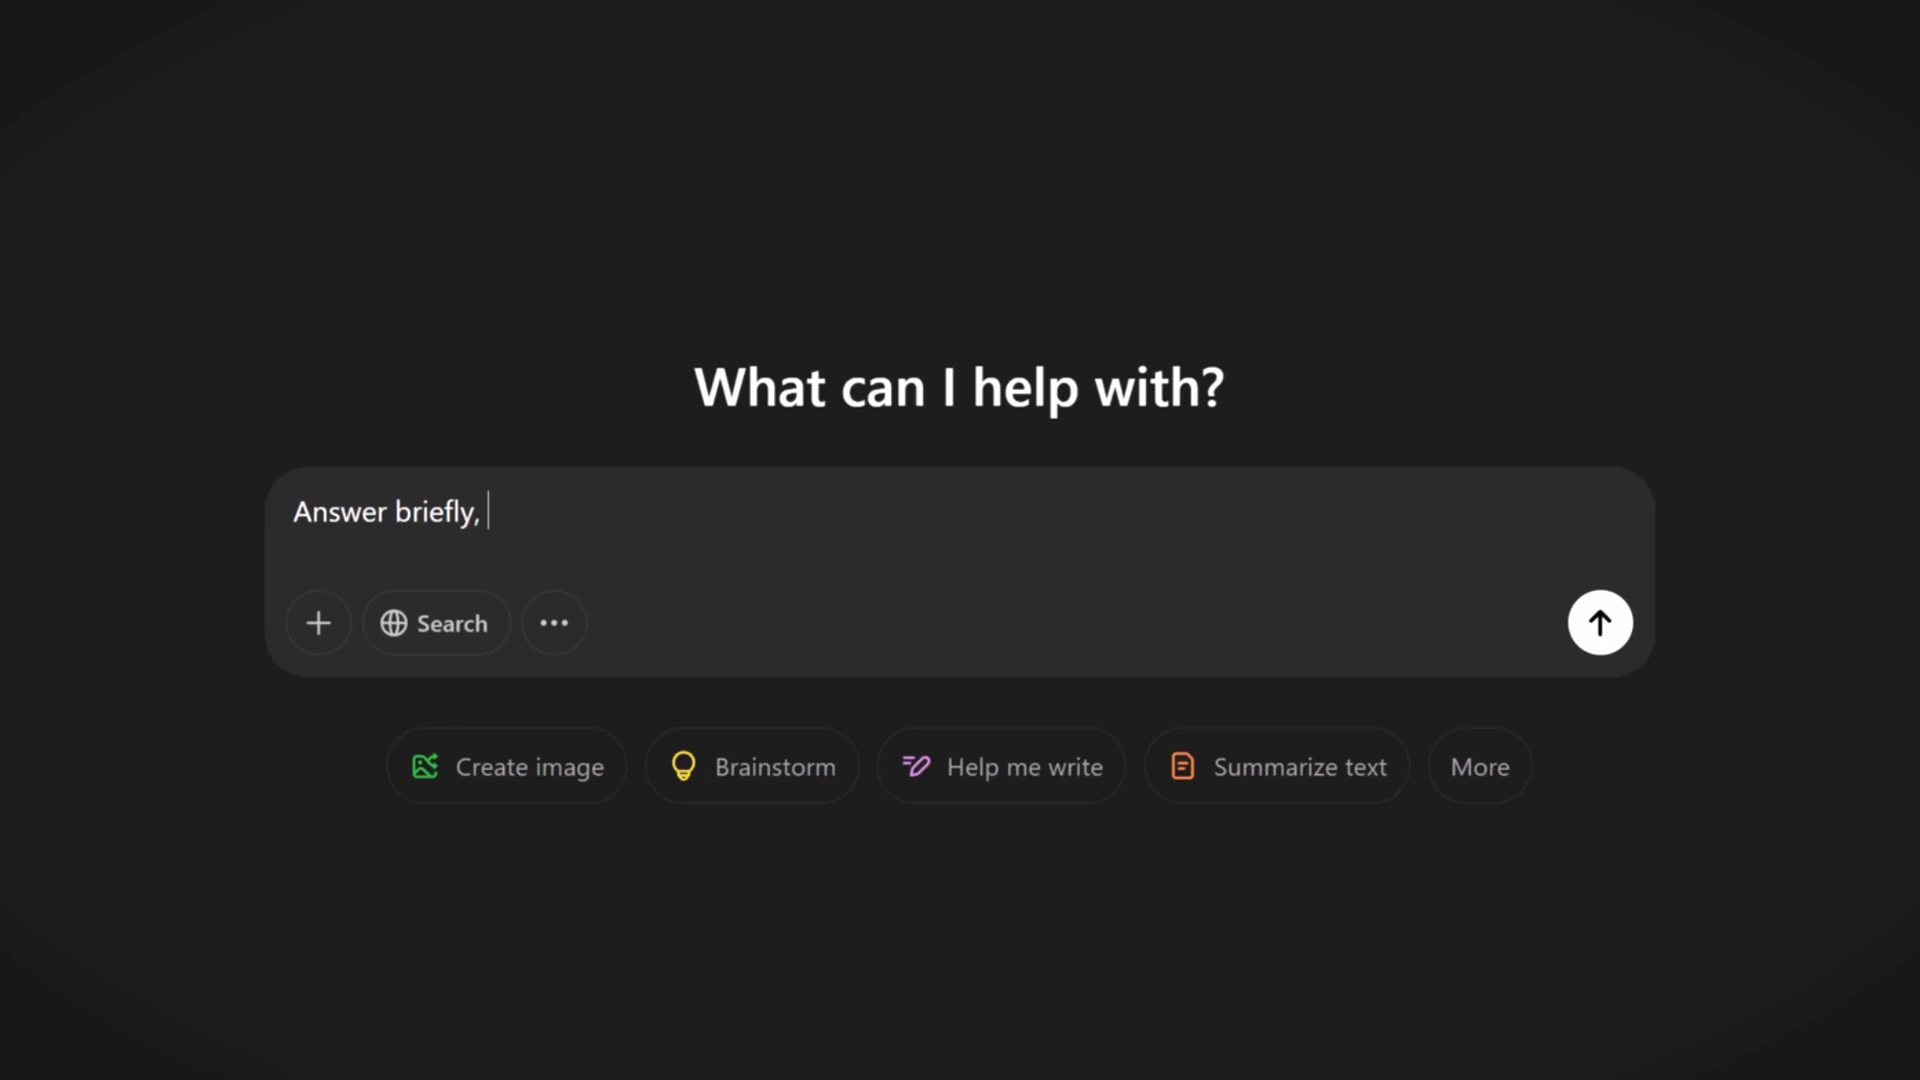 What can I help with?
Answer briefly,
Search
Create image
Brainstorm
Help me write
Summarize text
More